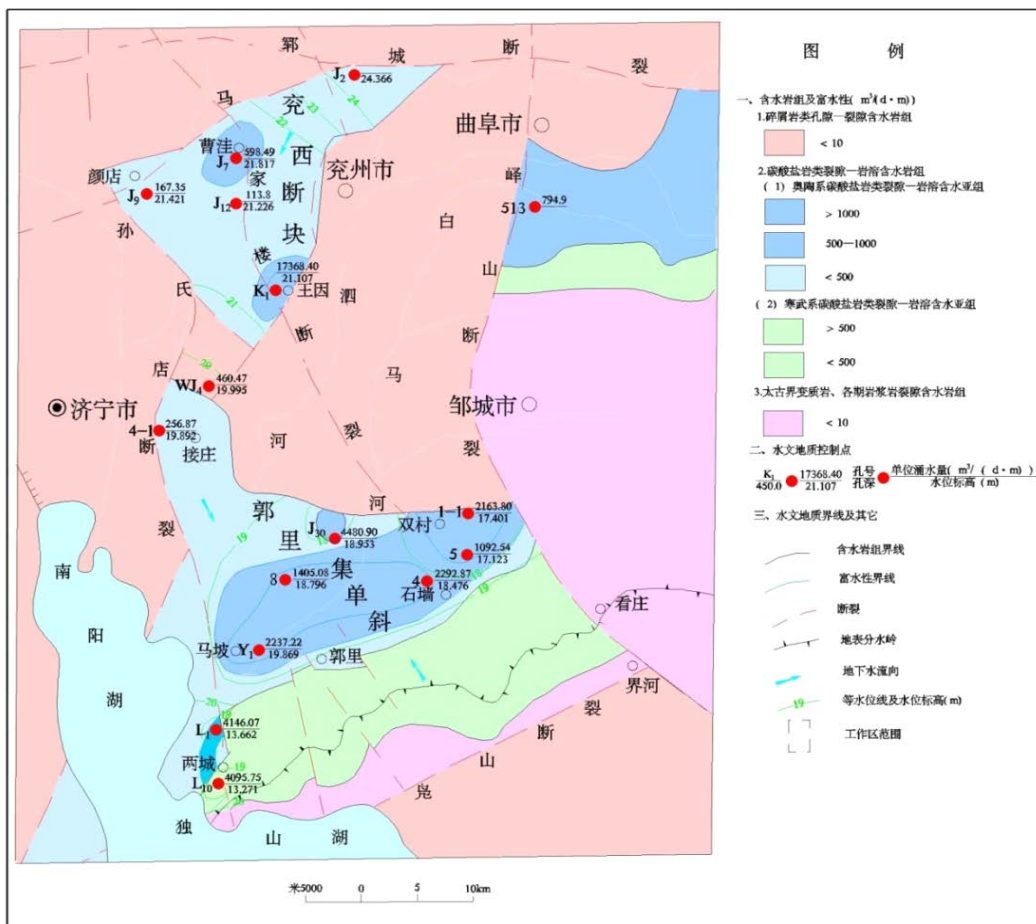 郓城断裂
J2 24.366
马家楼断裂
兖西断块
22
23
24
曹洼
J7 598.49 21.817
颜店
J9 167.35 21.421
J12 113.8 21.226
兖州市
曲阜市
513 794.9
峄山断裂
白马河
泗河
孙氏店断裂
17368.40
K1 21.107 王因
21
20
WJ4 460.47 19.995
济宁市
4-1 256.87 19.892
接庄
邹城市
郭里集单斜
19
J30 4480.90 18.933
双村
1-1 2163.80 17.401
5 1092.54 17.123
8 1405.08 18.796
4 2292.87 18.476
18
石墙
19
看庄
马坡 Y1 2237.22 19.869
郭里
界河
南阳湖
20
19
L1 4146.07 13.662
两城
19
L10 4095.75 13.271
20
独山湖
凫山断裂
米5000 0 5 10km
图 例
一、含水岩组及富水性( m³/(d·m))
1.碎屑岩类孔隙—裂隙含水岩组
< 10
2.碳酸盐岩类裂隙—岩溶含水岩组
(1)奥陶系碳酸盐岩类裂隙—岩溶含水亚组
> 1000
500—1000
< 500
(2)寒武系碳酸盐岩类裂隙—岩溶含水亚组
> 500
< 500
3.太古界变质岩、各期岩浆岩裂隙含水岩组
< 10
二、水文地质控制点
K1 450.0 17368.40 21.107 孔号 孔深 单位涌水量( m³/ ( d·m)) 水位标高(m)
三、水文地质界线及其它
含水岩组界线
富水性界线
断裂
地表分水岭
地下水流向
19 等水位线及水位标高(m)
工作区范围